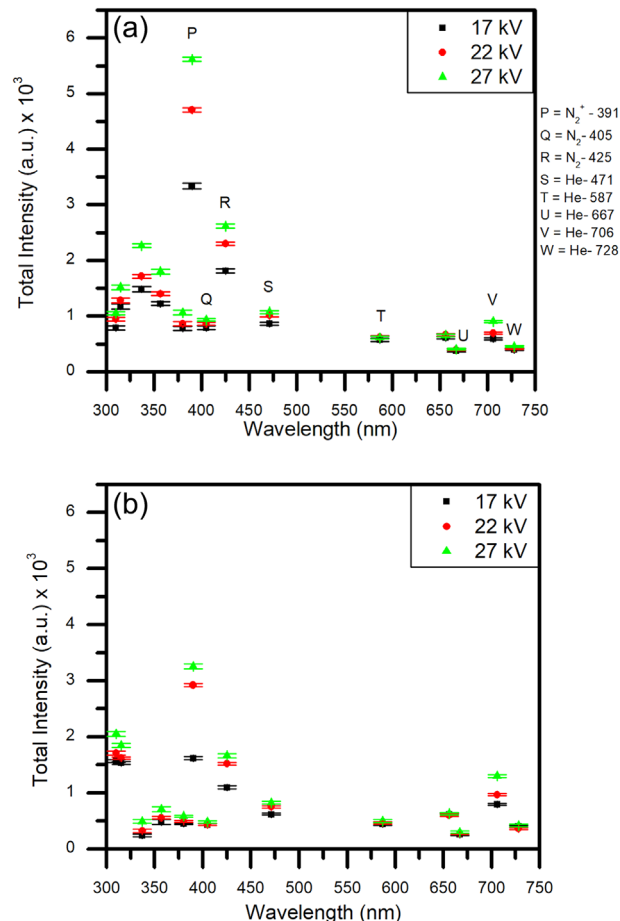 (a)
P
Q
R
S
T
U
V
W
17 kV
22 kV
27 kV
P = N₂⁺ - 391
Q = N₂- 405
R = N₂- 425
S = He- 471
T = He- 587
U = He- 667
V = He- 706
W = He- 728
Total Intensity (a.u.) x 10³
6
5
4
3
2
1
0
300 350 400 450 500 550 600 650 700 750
Wavelength (nm)
(b)
17 kV
22 kV
27 kV
Total Intensity (a.u.) x 10³
6
5
4
3
2
1
0
300 350 400 450 500 550 600 650 700 750
Wavelength (nm)